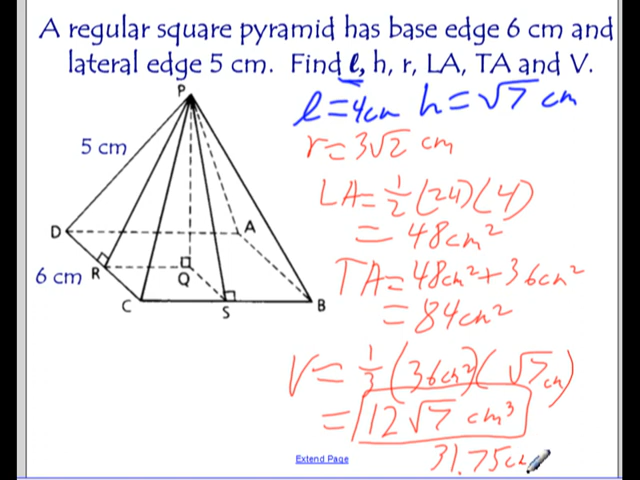 A regular square pyramid has base edge 6 cm and
lateral edge 5 cm. Find l, h, r, LA, TA and V.
l = 4cm h = √7 cm
r = 3√2 cm
LA = 1/2 (24)(4)
= 48cm²
TA = 48cm² + 36cm²
= 84cm²
V = 1/3 (36cm²)(√7cm)
= 12√7 cm³
31.75c
P
5 cm
D
A
6 cm
R
Q
C
S
B
Extend Page